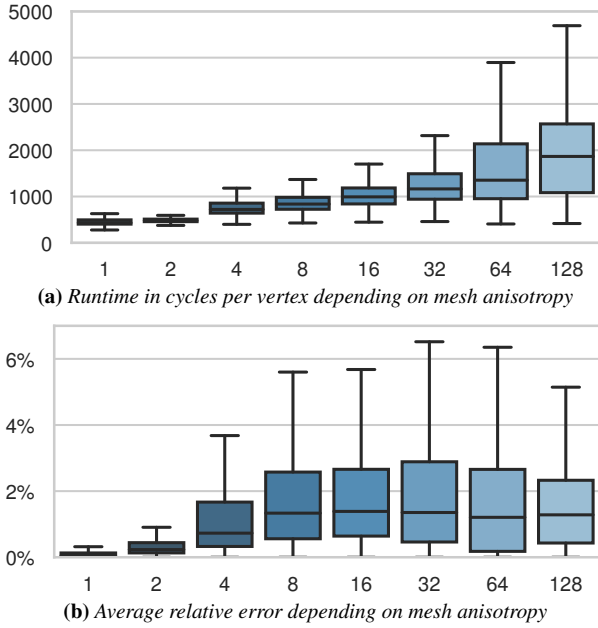 5000
4000
3000
2000
1000
0
1 2 4 8 16 32 64 128
(a) Runtime in cycles per vertex depending on mesh anisotropy
6%
4%
2%
0%
1 2 4 8 16 32 64 128
(b) Average relative error depending on mesh anisotropy